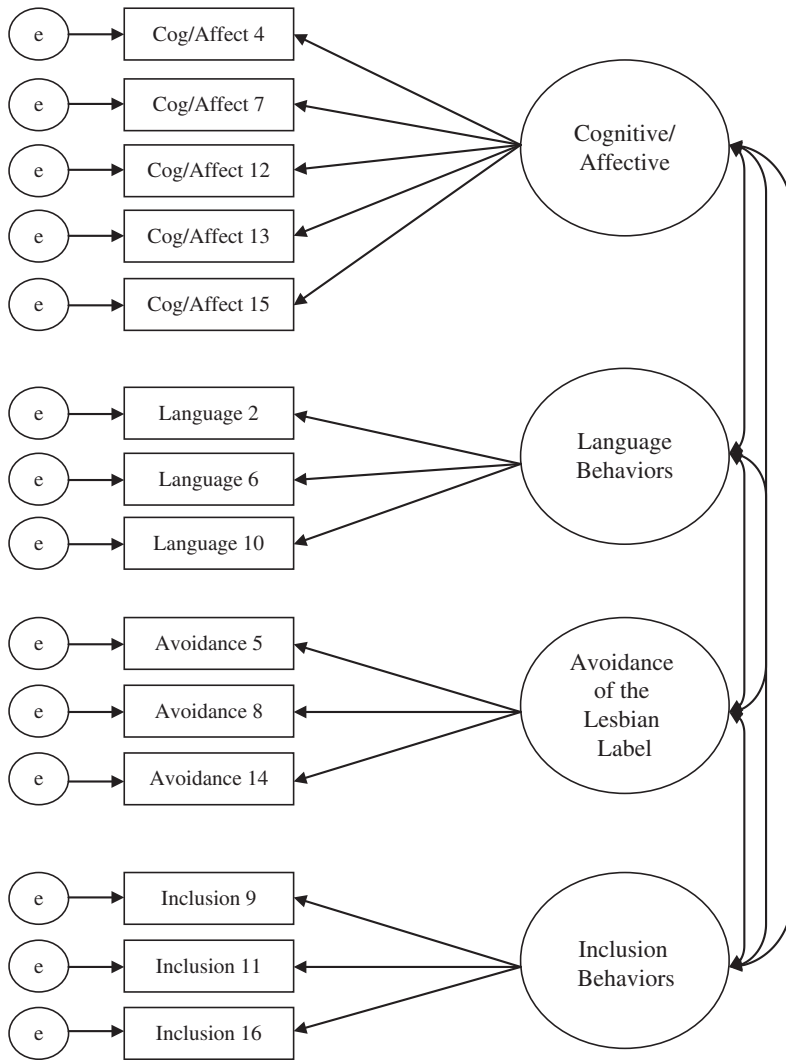 e
Cog/Affect 4
e
Cog/Affect 7
e
Cog/Affect 12
e
Cog/Affect 13
e
Cog/Affect 15
Cognitive/
Affective
e
Language 2
e
Language 6
e
Language 10
Language
Behaviors
e
Avoidance 5
e
Avoidance 8
e
Avoidance 14
Avoidance
of the
Lesbian
Label
e
Inclusion 9
e
Inclusion 11
e
Inclusion 16
Inclusion
Behaviors